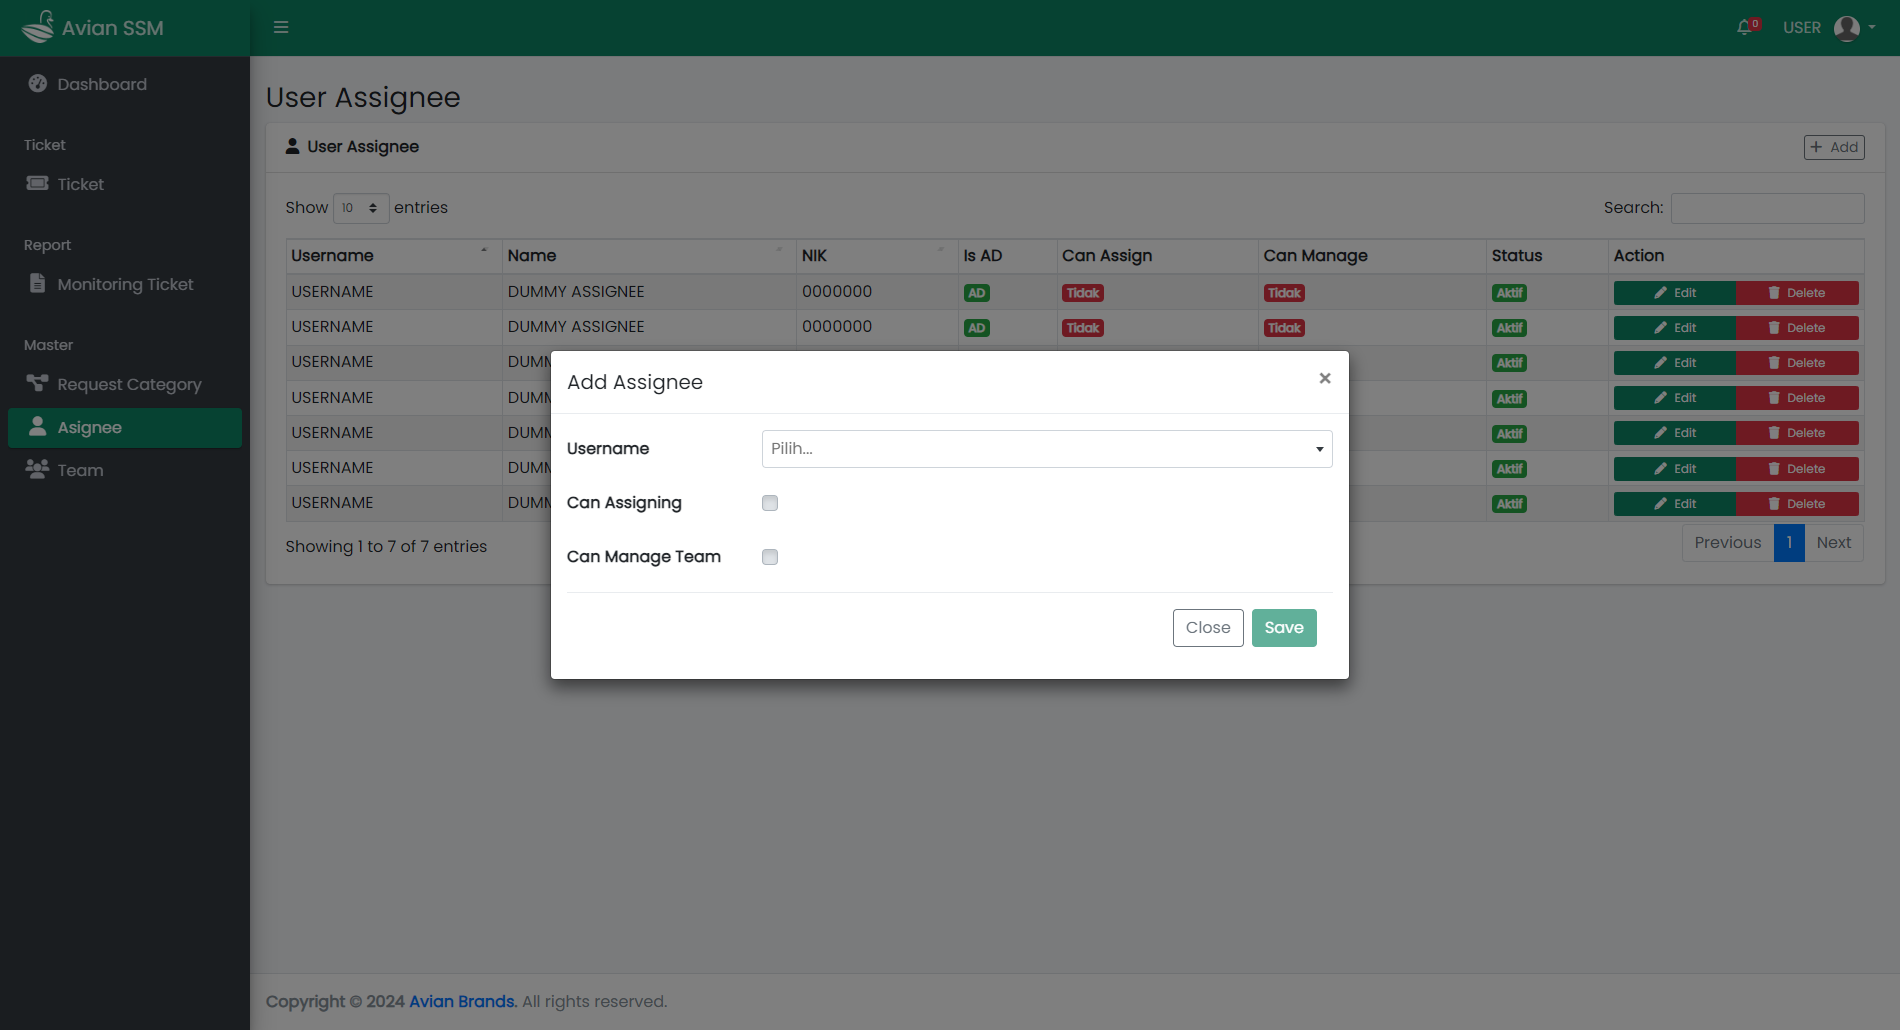 Avian SSM
0
USER
Dashboard
Ticket
Ticket
Report
Monitoring Ticket
Master
Request Category
Asignee
Team
User Assignee
User Assignee
+ Add
Show 10 entries
Search:
Username Name NIK Is AD Can Assign Can Manage Status Action
USERNAME DUMMY ASSIGNEE 0000000 AD Tidak Tidak Aktif Edit Delete
USERNAME DUMMY ASSIGNEE 0000000 AD Tidak Tidak Aktif Edit Delete
USERNAME DUMM Aktif Edit Delete
USERNAME DUMM Aktif Edit Delete
USERNAME DUMM Aktif Edit Delete
USERNAME DUMM Aktif Edit Delete
USERNAME DUMM Aktif Edit Delete
Showing 1 to 7 of 7 entries
Previous 1 Next
Add Assignee
×
Username Pilih...
Can Assigning
Can Manage Team
Close Save
Copyright © 2024 Avian Brands. All rights reserved.